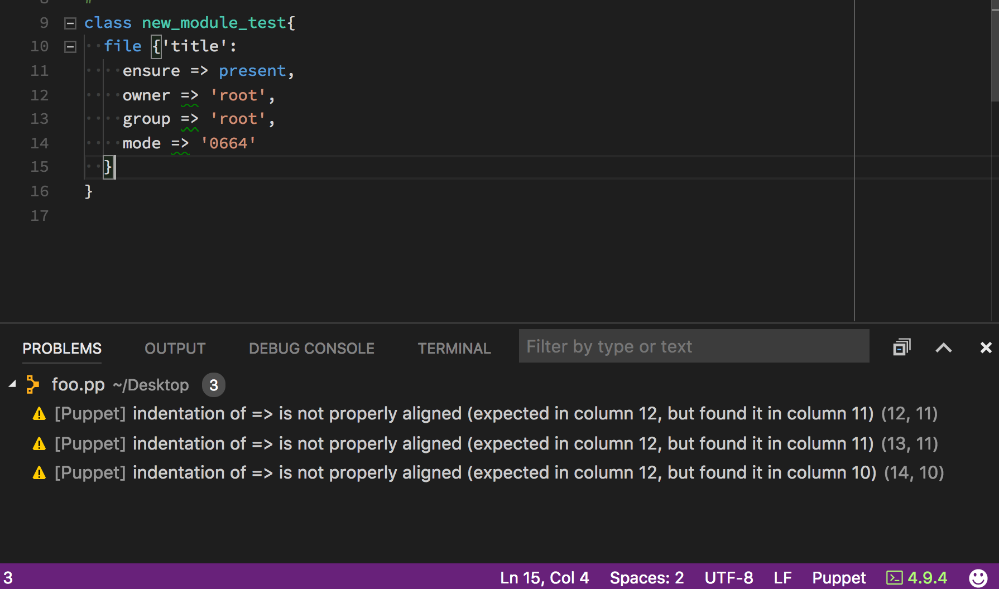 8 #
9 class new_module_test{
10 file {'title':
11 ensure => present,
12 owner => 'root',
13 group => 'root',
14 mode => '0664'
15 }
16 }
17
PROBLEMS OUTPUT DEBUG CONSOLE TERMINAL Filter by type or text
foo.pp ~/Desktop 3
[Puppet] indentation of => is not properly aligned (expected in column 12, but found it in column 11) (12, 11)
[Puppet] indentation of => is not properly aligned (expected in column 12, but found it in column 11) (13, 11)
[Puppet] indentation of => is not properly aligned (expected in column 12, but found it in column 10) (14, 10)
3 Ln 15, Col 4 Spaces: 2 UTF-8 LF Puppet 4.9.4